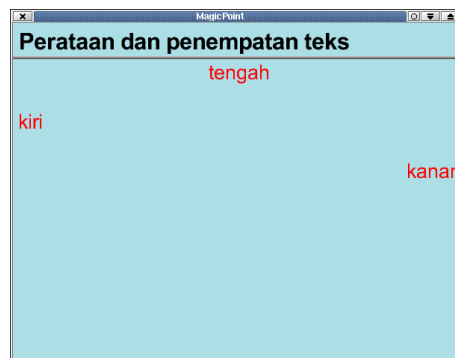 MagicPoint
Perataan dan penempatan teks
tengah
kiri
kanan